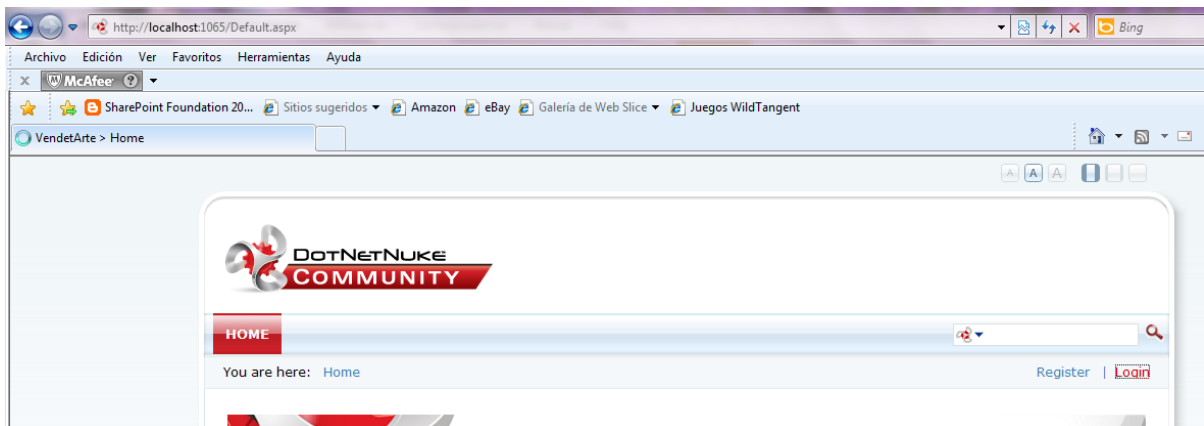 http://localhost:1065/Default.aspx Bing
Archivo Edición Ver Favoritos Herramientas Ayuda
x McAfee ?
SharePoint Foundation 20... Sitios sugeridos Amazon eBay Galería de Web Slice Juegos WildTangent
VendetArte > Home
A A A
DOTNETNUKE
COMMUNITY
HOME
You are here: Home Register | Login